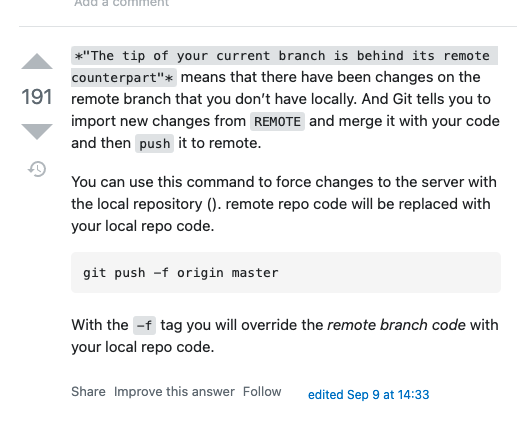 Add a comment
*"The tip of your current branch is behind its remote
counterpart"* means that there have been changes on the
191
remote branch that you don’t have locally. And Git tells you to
import new changes from REMOTE and merge it with your code
and then push it to remote.
You can use this command to force changes to the server with
the local repository (). remote repo code will be replaced with
your local repo code.
git push -f origin master
With the -f tag you will override the remote branch code with
your local repo code.
Share Improve this answer Follow
edited Sep 9 at 14:33